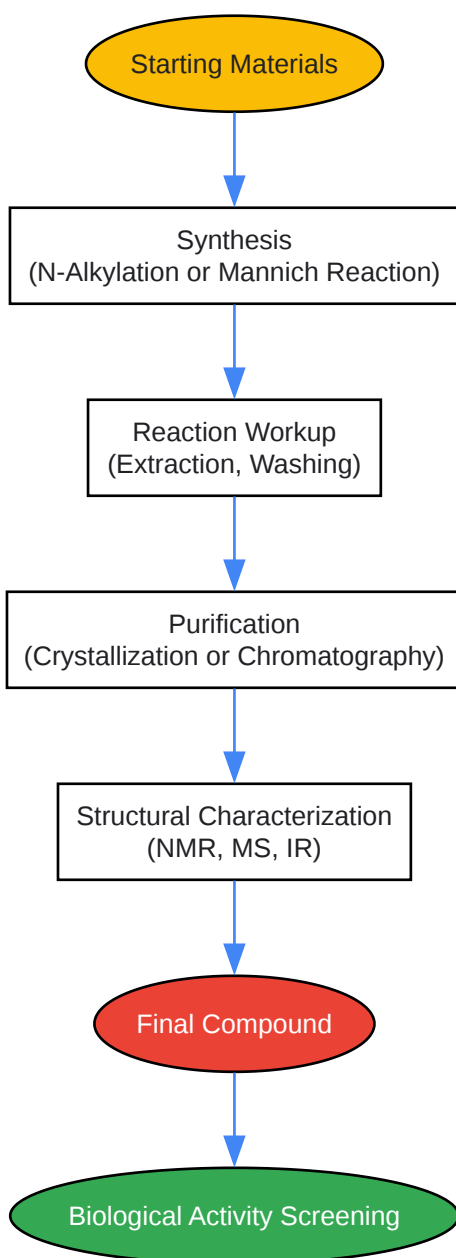 Starting Materials
Synthesis
(N-Alkylation or Mannich Reaction)
Reaction Workup
(Extraction, Washing)
Purification
(Crystallization or Chromatography)
Structural Characterization
(NMR, MS, IR)
Final Compound
Biological Activity Screening